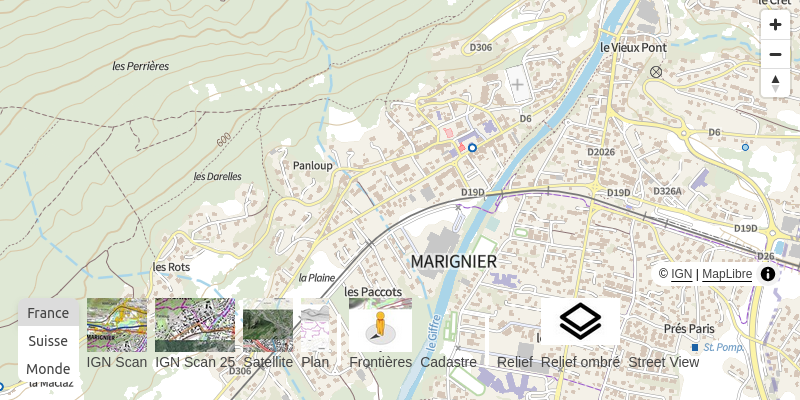 le Crêt
D306
le Vieux Pont
les Perrières
D6
D6
600
D2026
Panloup
les Darelles
D19D
D19D
D326A
D19D
D26
MARIGNIER
les Rots
© IGN | MapLibre
la Plaine
les Paccots
France
Suisse
Monde
le Giffre
Prés Paris
St. Pomp.
MARIGNIER
IGN Scan
IGN Scan 25
Satellite
Plan
Frontières
Cadastre
Relief
Relief ombré
Street View
D306
la Maclaz